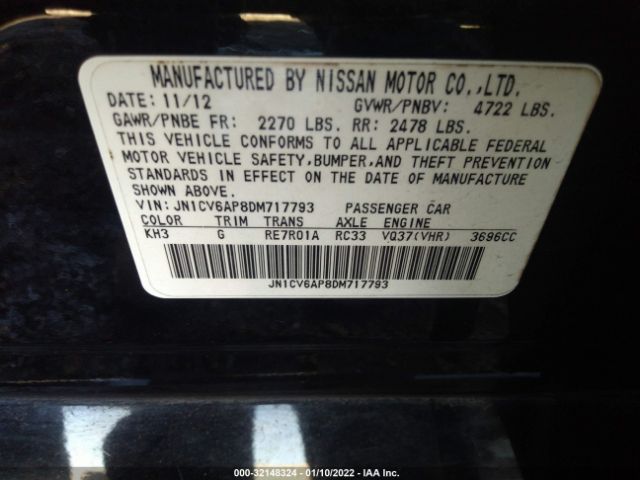 MANUFACTURED BY NISSAN MOTOR CO.,LTD.
DATE: 11/12 GVWR/PNBV: 4722 LBS.
GAWR/PNBE FR: 2270 LBS. RR: 2478 LBS.
THIS VEHICLE CONFORMS TO ALL APPLICABLE FEDERAL
MOTOR VEHICLE SAFETY, BUMPER, AND THEFT PREVENTION
STANDARDS IN EFFECT ON THE DATE OF MANUFACTURE
SHOWN ABOVE.
VIN: JN1CV6AP8DM717793 PASSENGER CAR
COLOR TRIM TRANS AXLE ENGINE
KH3 G RE7R01A RC33 VQ37(VHR) 3696CC
JN1CV6AP8DM717793
000-32148324 - 01/10/2022 - IAA Inc.